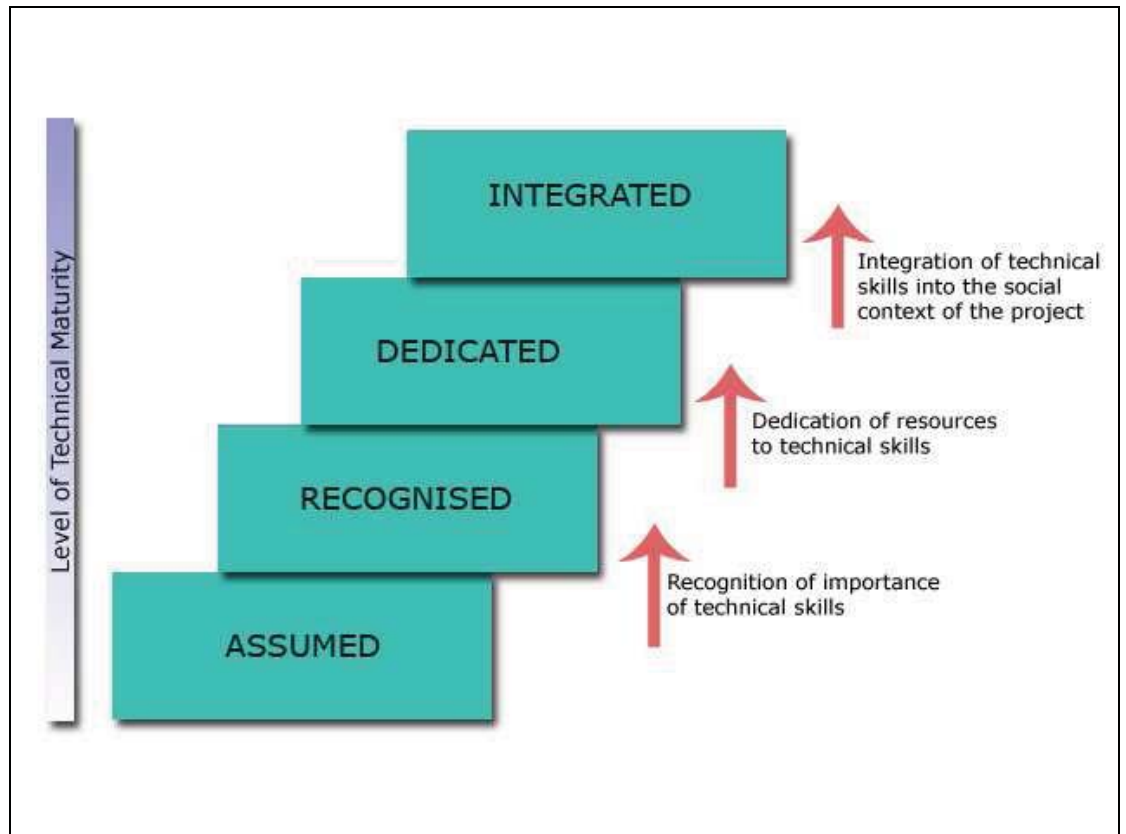 Level of Technical Maturity
INTEGRATED
Integration of technical
skills into the social
context of the project
DEDICATED
Dedication of resources
to technical skills
RECOGNISED
Recognition of importance
of technical skills
ASSUMED